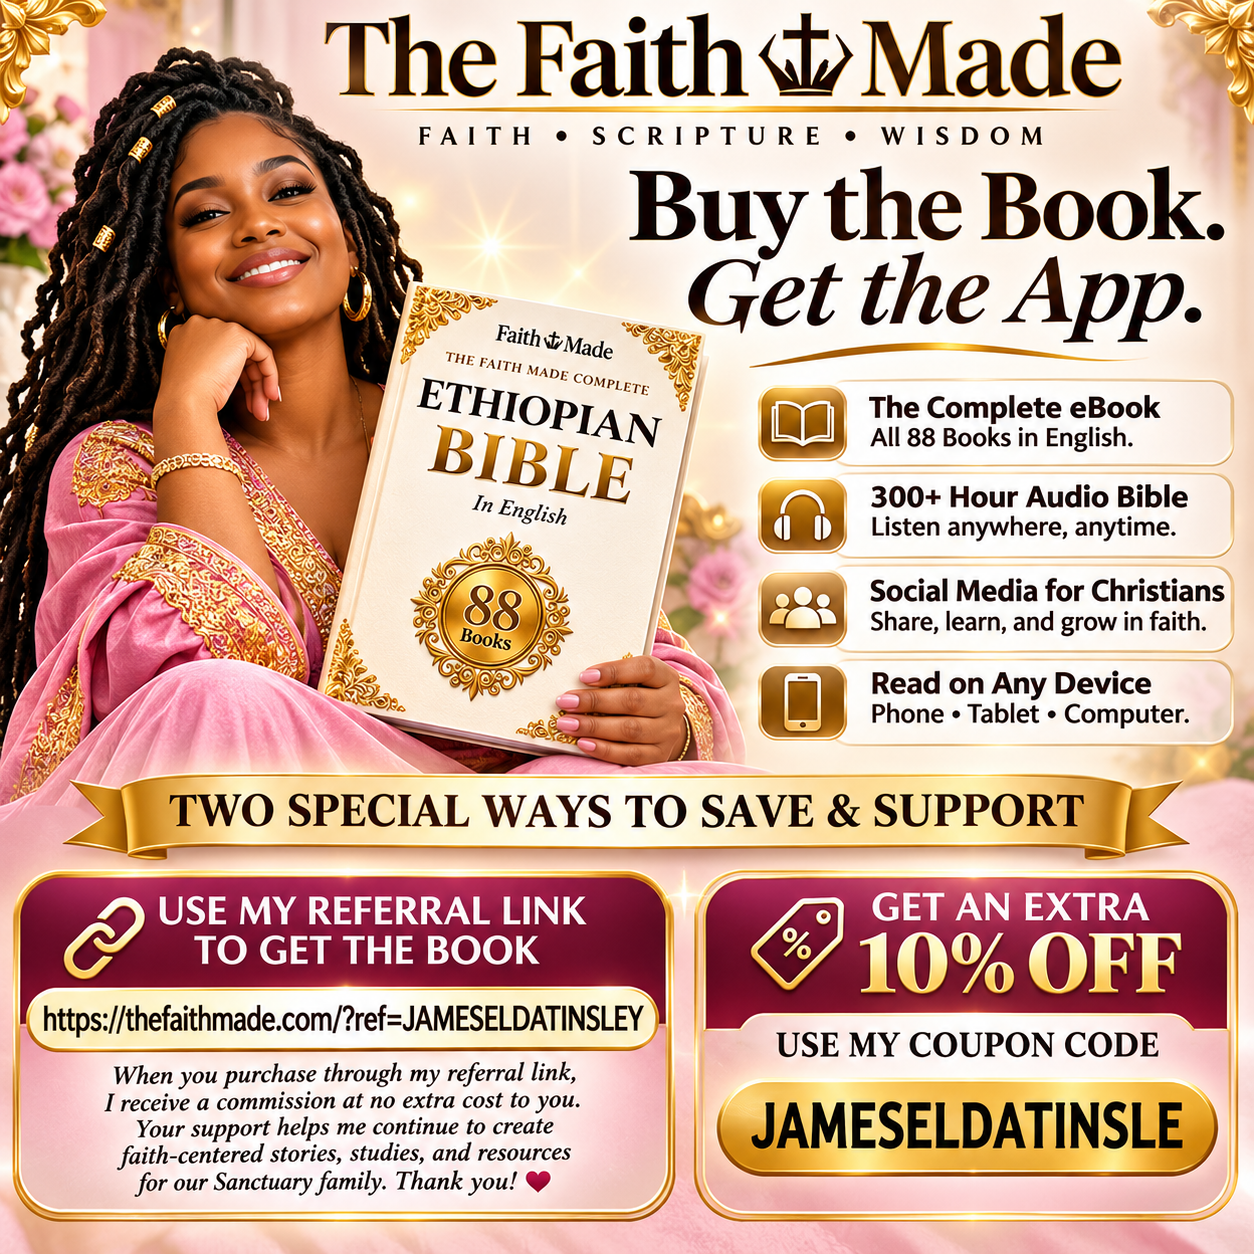 The Faith Made
FAITH • SCRIPTURE • WISDOM
Buy the Book.
Get the App.
Faith Made
THE FAITH MADE COMPLETE
ETHIOPIAN
BIBLE
In English
88
Books
The Complete eBook
All 88 Books in English.
300+ Hour Audio Bible
Listen anywhere, anytime.
Social Media for Christians
Share, learn, and grow in faith.
Read on Any Device
Phone • Tablet • Computer.
TWO SPECIAL WAYS TO SAVE & SUPPORT
USE MY REFERRAL LINK
TO GET THE BOOK
https://thefaithmade.com/?ref=JAMESELDATINSLEY
When you purchase through my referral link,
I receive a commission at no extra cost to you.
Your support helps me continue to create
faith-centered stories, studies, and resources
for our Sanctuary family. Thank you! ♥
%
GET AN EXTRA
10% OFF
USE MY COUPON CODE
JAMESELDATINSLE